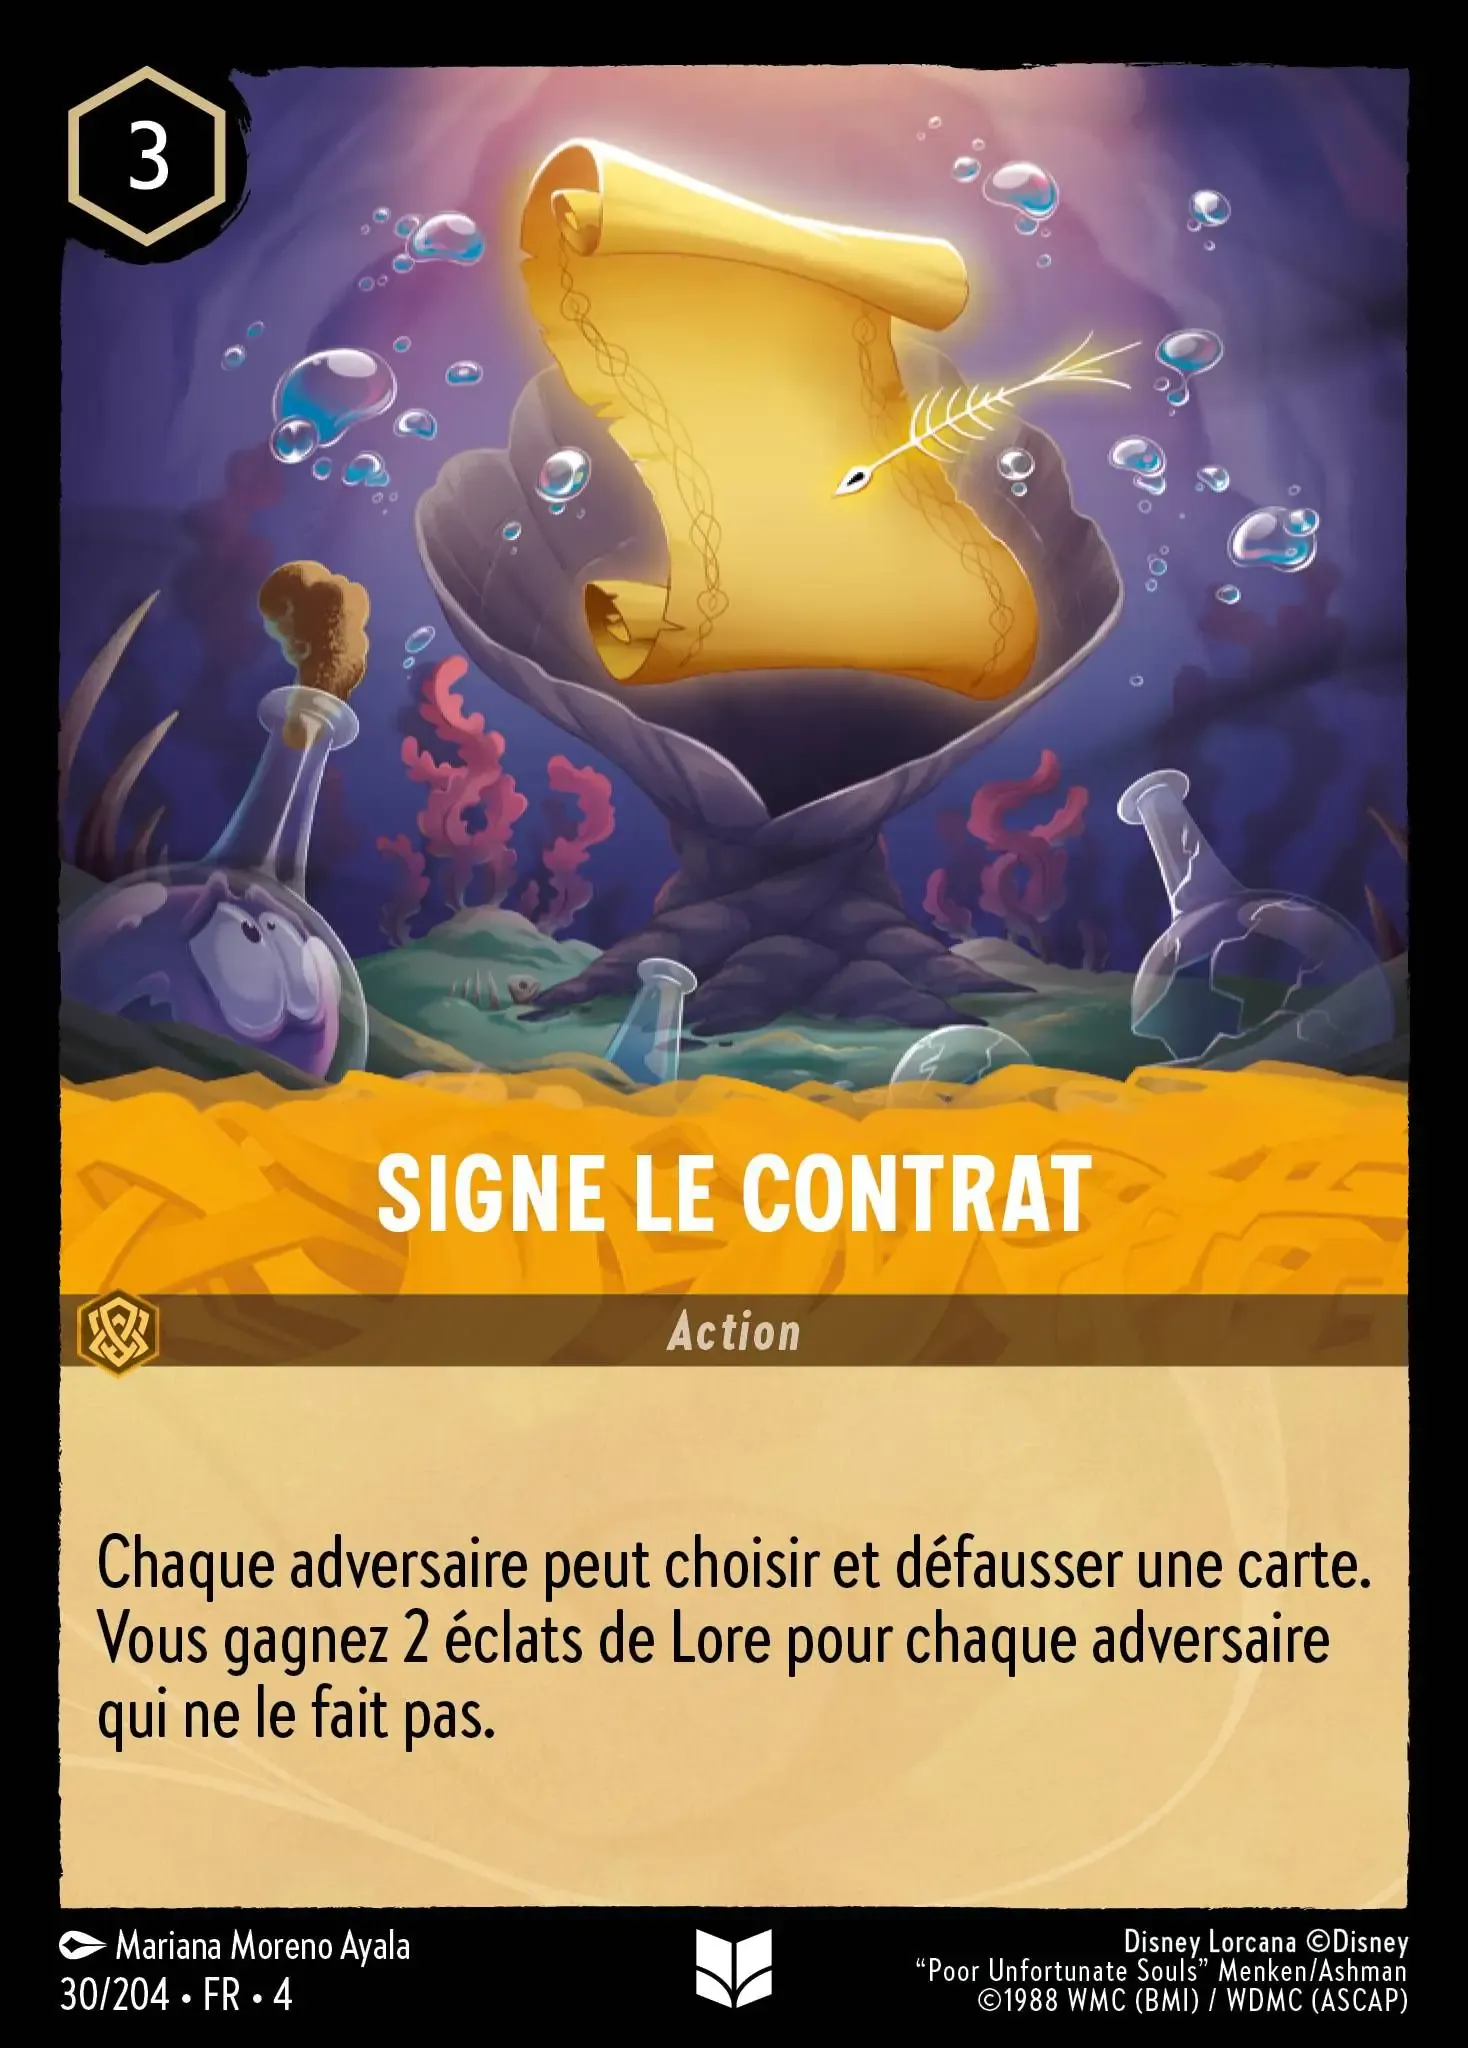 3
SIGNE LE CONTRAT
Action
Chaque adversaire peut choisir et défausser une carte.
Vous gagnez 2 éclats de Lore pour chaque adversaire
qui ne le fait pas.
Mariana Moreno Ayala
30/204 • FR • 4
Disney Lorcana ©Disney
“Poor Unfortunate Souls” Menken/Ashman
©1988 WMC (BMI) / WDMC (ASCAP)